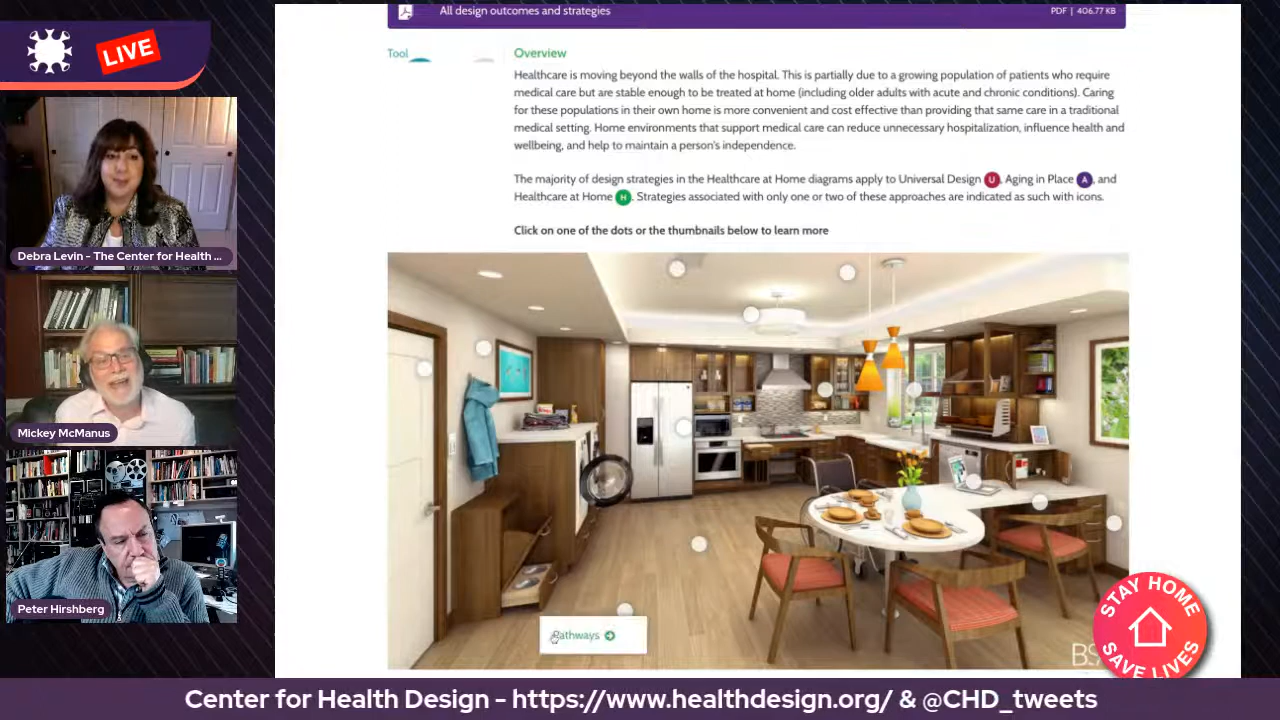 LIVE
All design outcomes and strategies
PDF | 406.77 KB
Tool
Overview
Healthcare is moving beyond the walls of the hospital. This is partially due to a growing population of patients who require
medical care but are stable enough to be treated at home (including older adults with acute and chronic conditions). Caring
for these populations in their own home is more convenient and cost effective than providing that same care in a traditional
medical setting. Home environments that support medical care can reduce unnecessary hospitalization, influence health and
wellbeing, and help to maintain a person's independence.
The majority of design strategies in the Healthcare at Home diagrams apply to Universal Design U, Aging in Place A, and
Healthcare at Home H. Strategies associated with only one or two of these approaches are indicated as such with icons.
Click on one of the dots or the thumbnails below to learn more
Debra Levin - The Center for Health ...
Mickey McManus
Peter Hirshberg
Pathways
STAY HOME
SAVE LIVES
Center for Health Design - https://www.healthdesign.org/ & @CHD_tweets